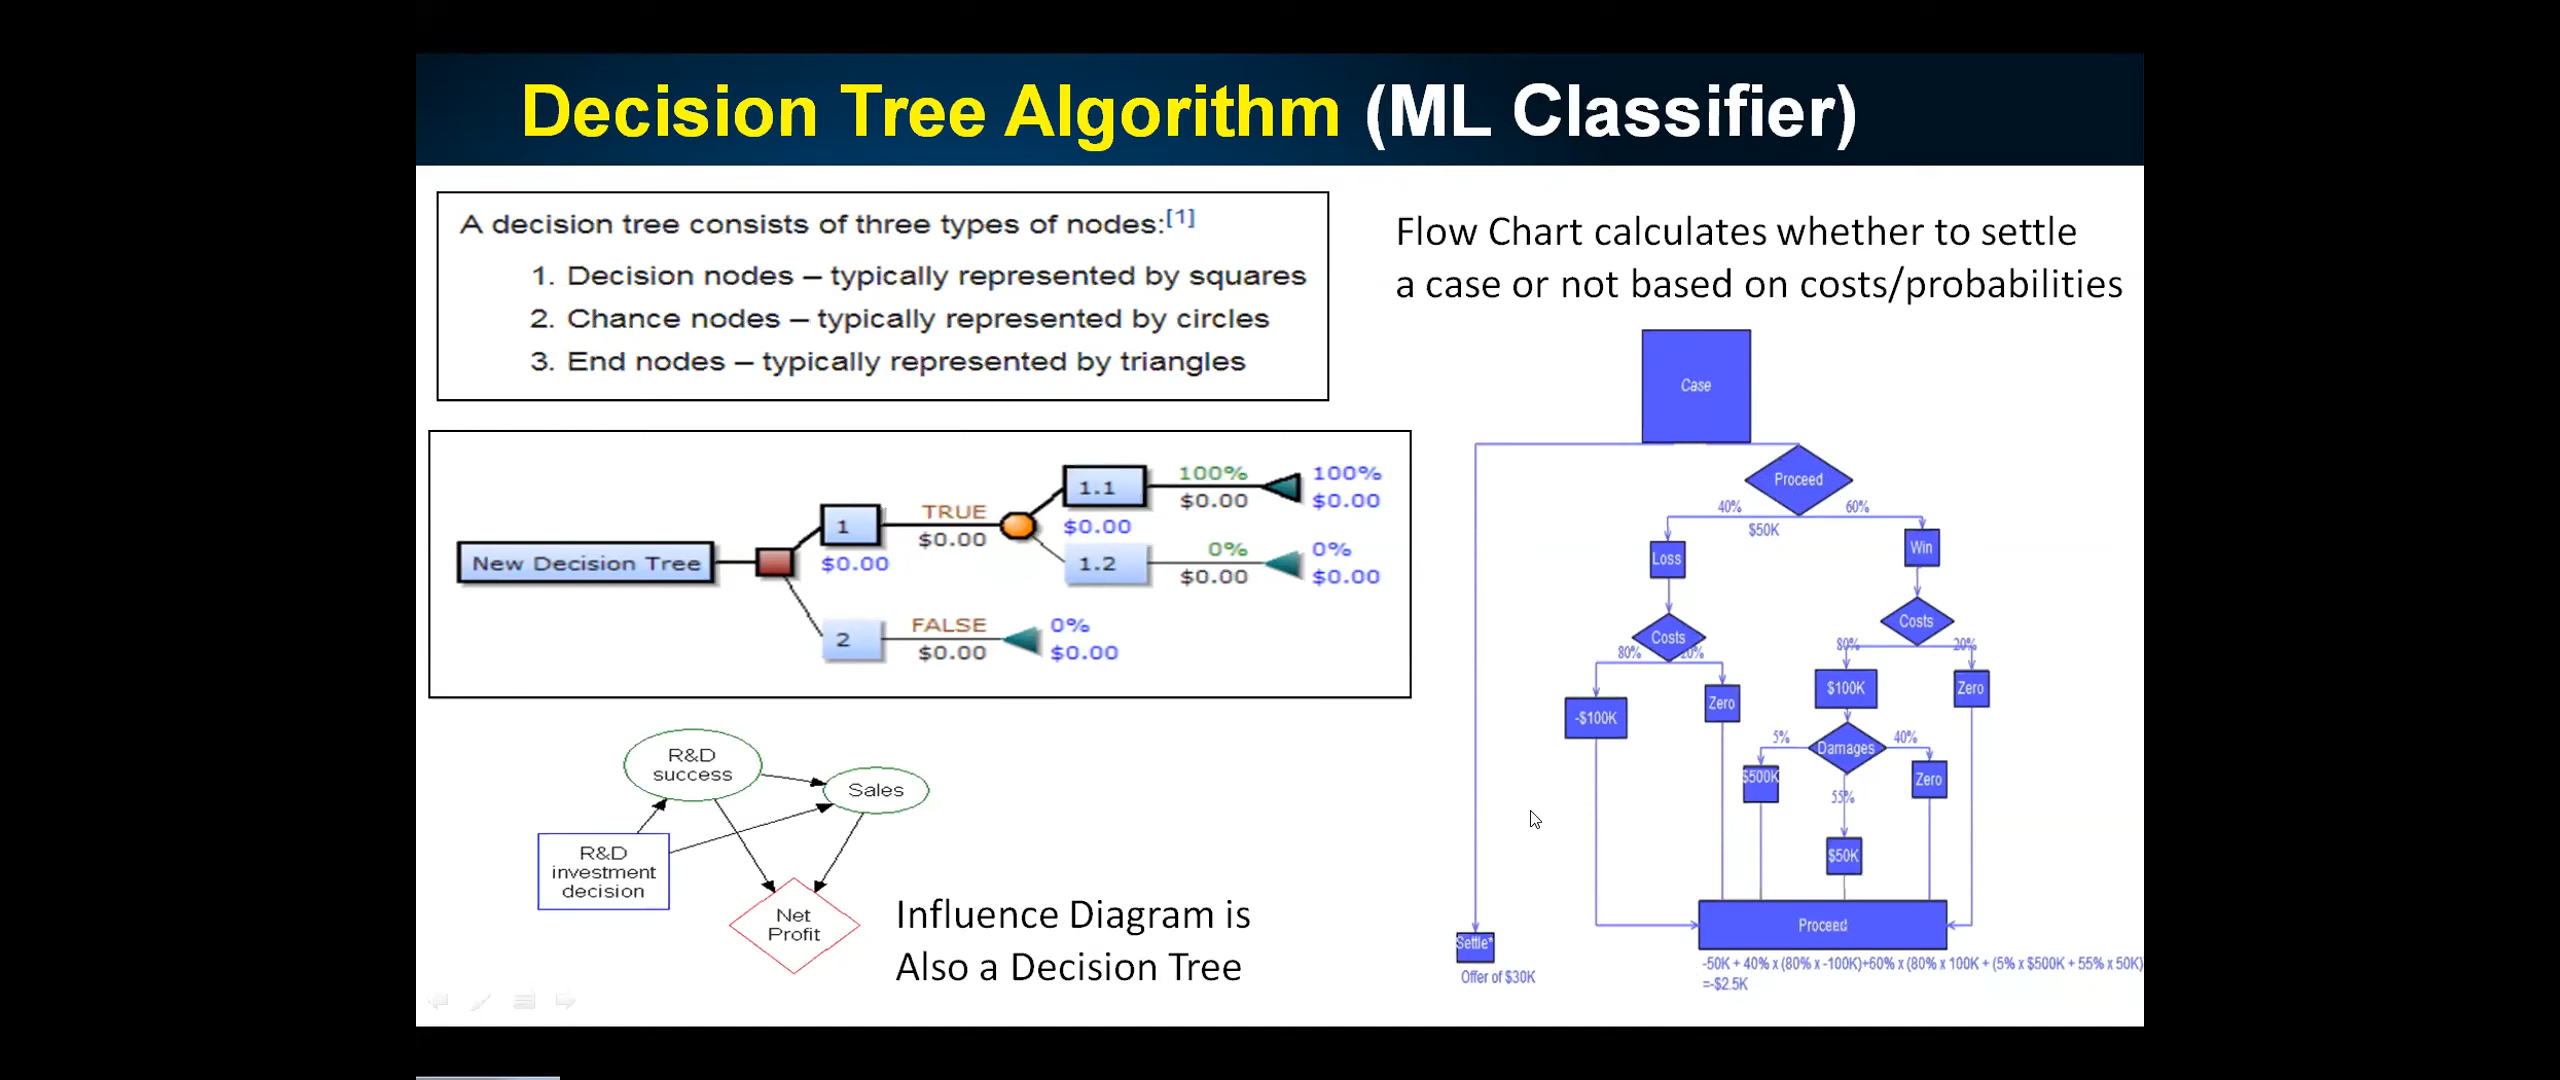 Decision Tree Algorithm (ML Classifier)
A decision tree consists of three types of nodes:[1]
1. Decision nodes – typically represented by squares
2. Chance nodes – typically represented by circles
3. End nodes – typically represented by triangles
New Decision Tree
1
$0.00
TRUE
$0.00
1.1
$0.00
100%
$0.00
100%
$0.00
1.2
0%
$0.00
0%
$0.00
2
FALSE
$0.00
0%
$0.00
R&D
success
Sales
R&D
investment
decision
Net
Profit
Influence Diagram is
Also a Decision Tree
Flow Chart calculates whether to settle
a case or not based on costs/probabilities
Case
Proceed
40%
60%
$50K
Loss
Win
Costs
80%
20%
Costs
80%
20%
-$100K
Zero
$100K
Zero
Damages
5%
40%
$500K
55%
Zero
$50K
Proceed
Settle*
Offer of $30K
-50K + 40% x (80% x -100K)+60% x (80% x 100K + (5% x $500K + 55% x 50K)
=-$2.5K